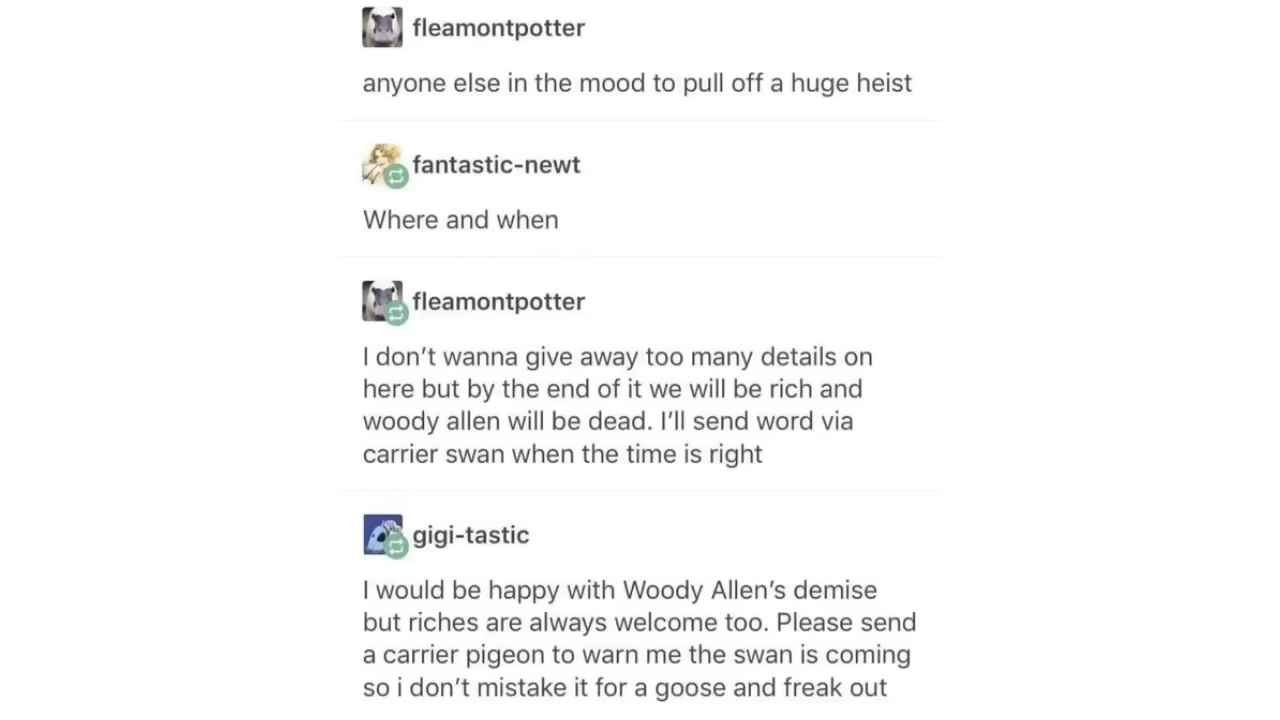 fleamontpotter
anyone else in the mood to pull off a huge heist
fantastic-newt
Where and when
fleamontpotter
I don't wanna give away too many details on
here but by the end of it we will be rich and
woody allen will be dead. I'll send word via
carrier swan when the time is right
gigi-tastic
I would be happy with Woody Allen's demise
but riches are always welcome too. Please send
a carrier pigeon to warn me the swan is coming
so i don't mistake it for a goose and freak out